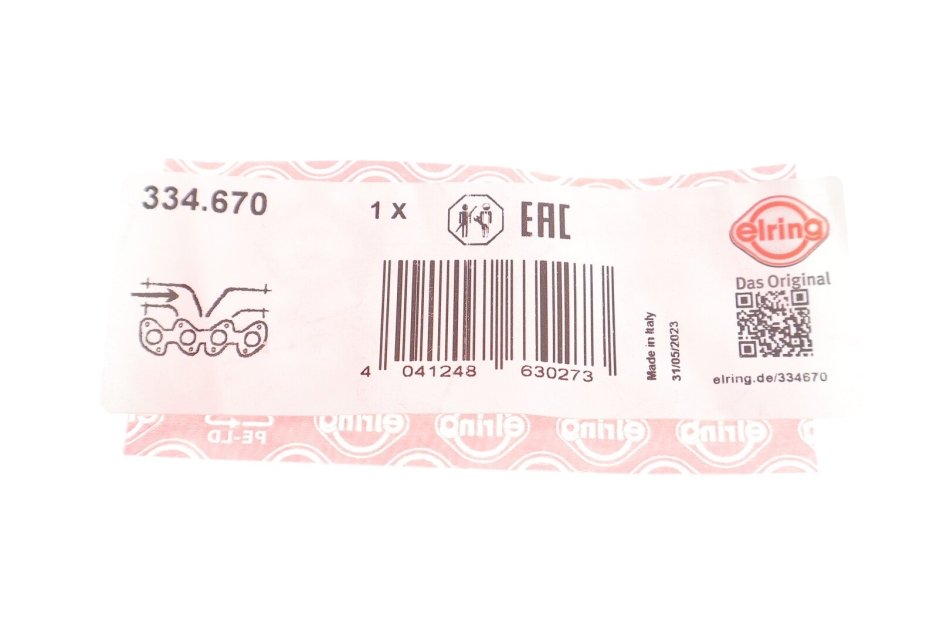 334.670
1 X
EAC
elring
Das Original
4 041248 630273
Made in Italy
31/05/2023
elring.de/334670
PE-LD
elring elring elring elring